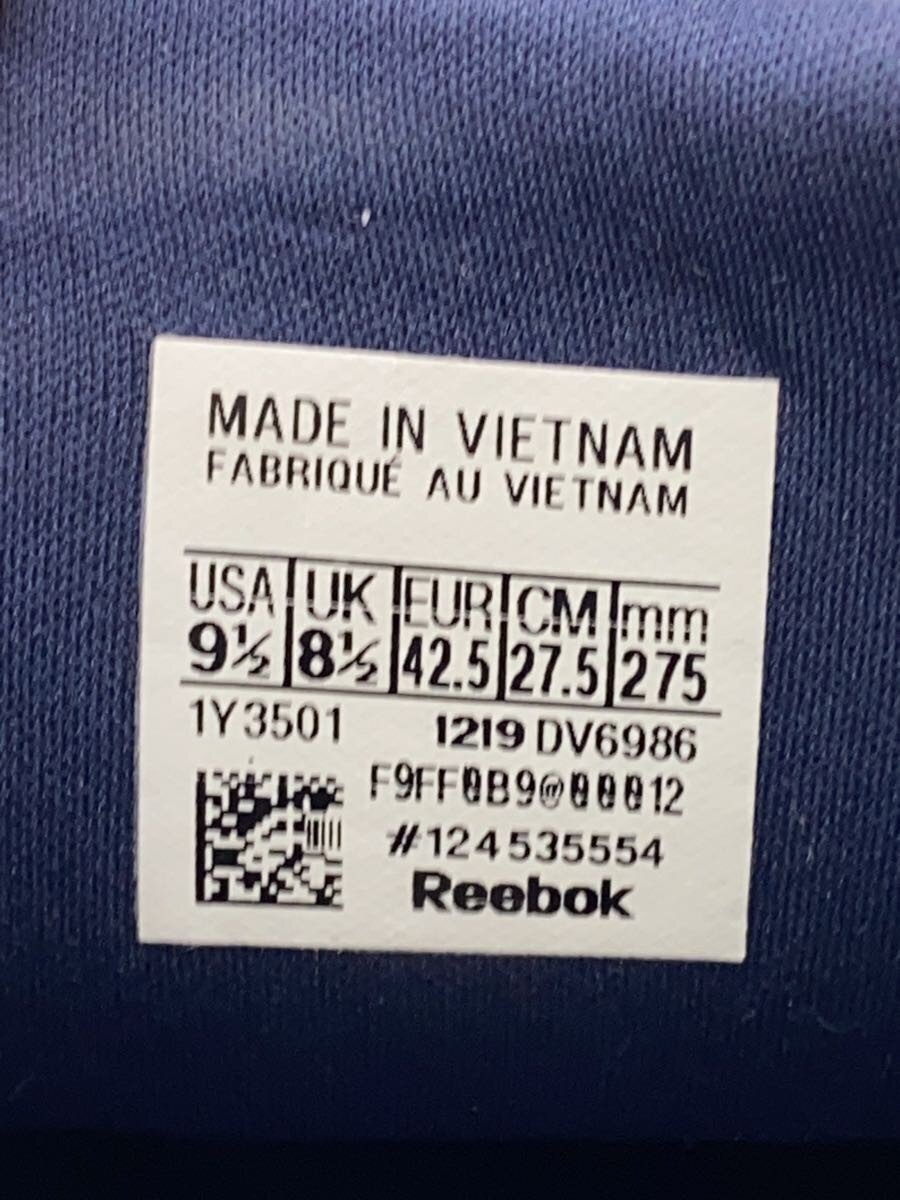 MADE IN VIETNAM
FABRIQUÉ AU VIETNAM
USA UK EUR CM mm
9½ 8½ 42.5 27.5 275
1Y3501 1219 DV6986
F9FF0B9@00012
#124535554
Reebok